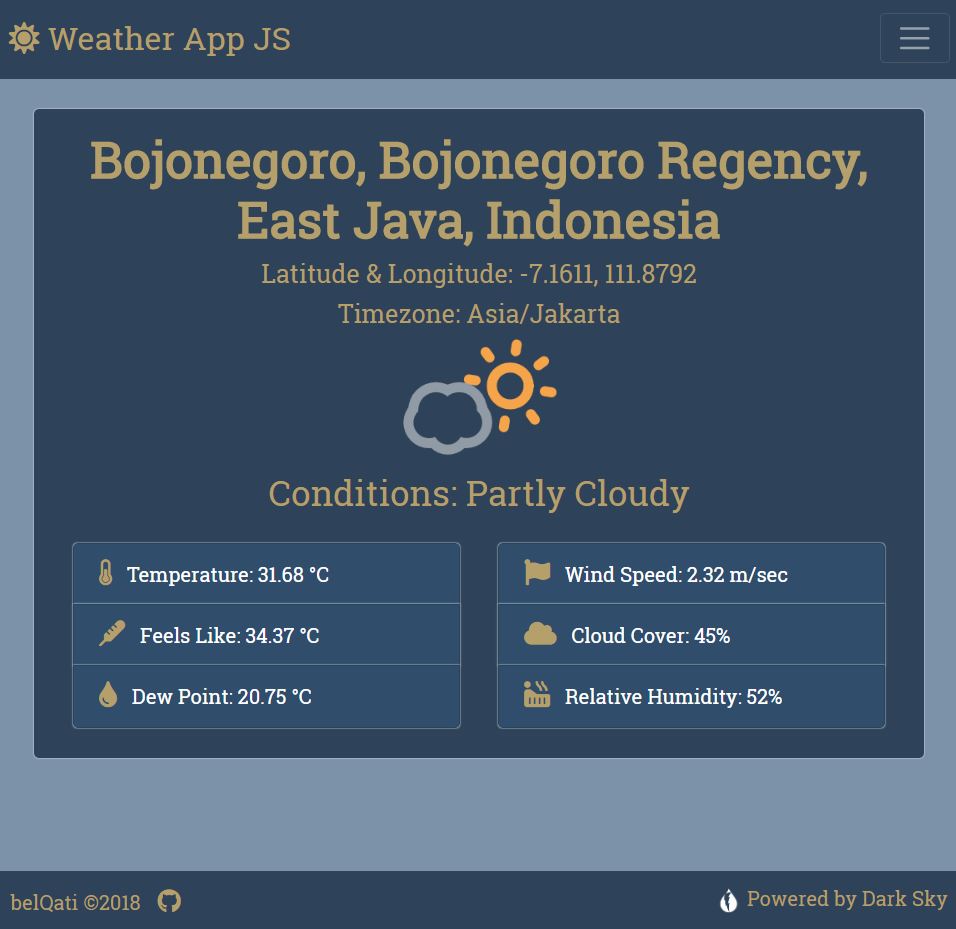 Weather App JS
Bojonegoro, Bojonegoro Regency,
East Java, Indonesia
Latitude & Longitude: -7.1611, 111.8792
Timezone: Asia/Jakarta
Conditions: Partly Cloudy
Temperature: 31.68 °C
Feels Like: 34.37 °C
Dew Point: 20.75 °C
Wind Speed: 2.32 m/sec
Cloud Cover: 45%
Relative Humidity: 52%
belQati ©2018
Powered by Dark Sky